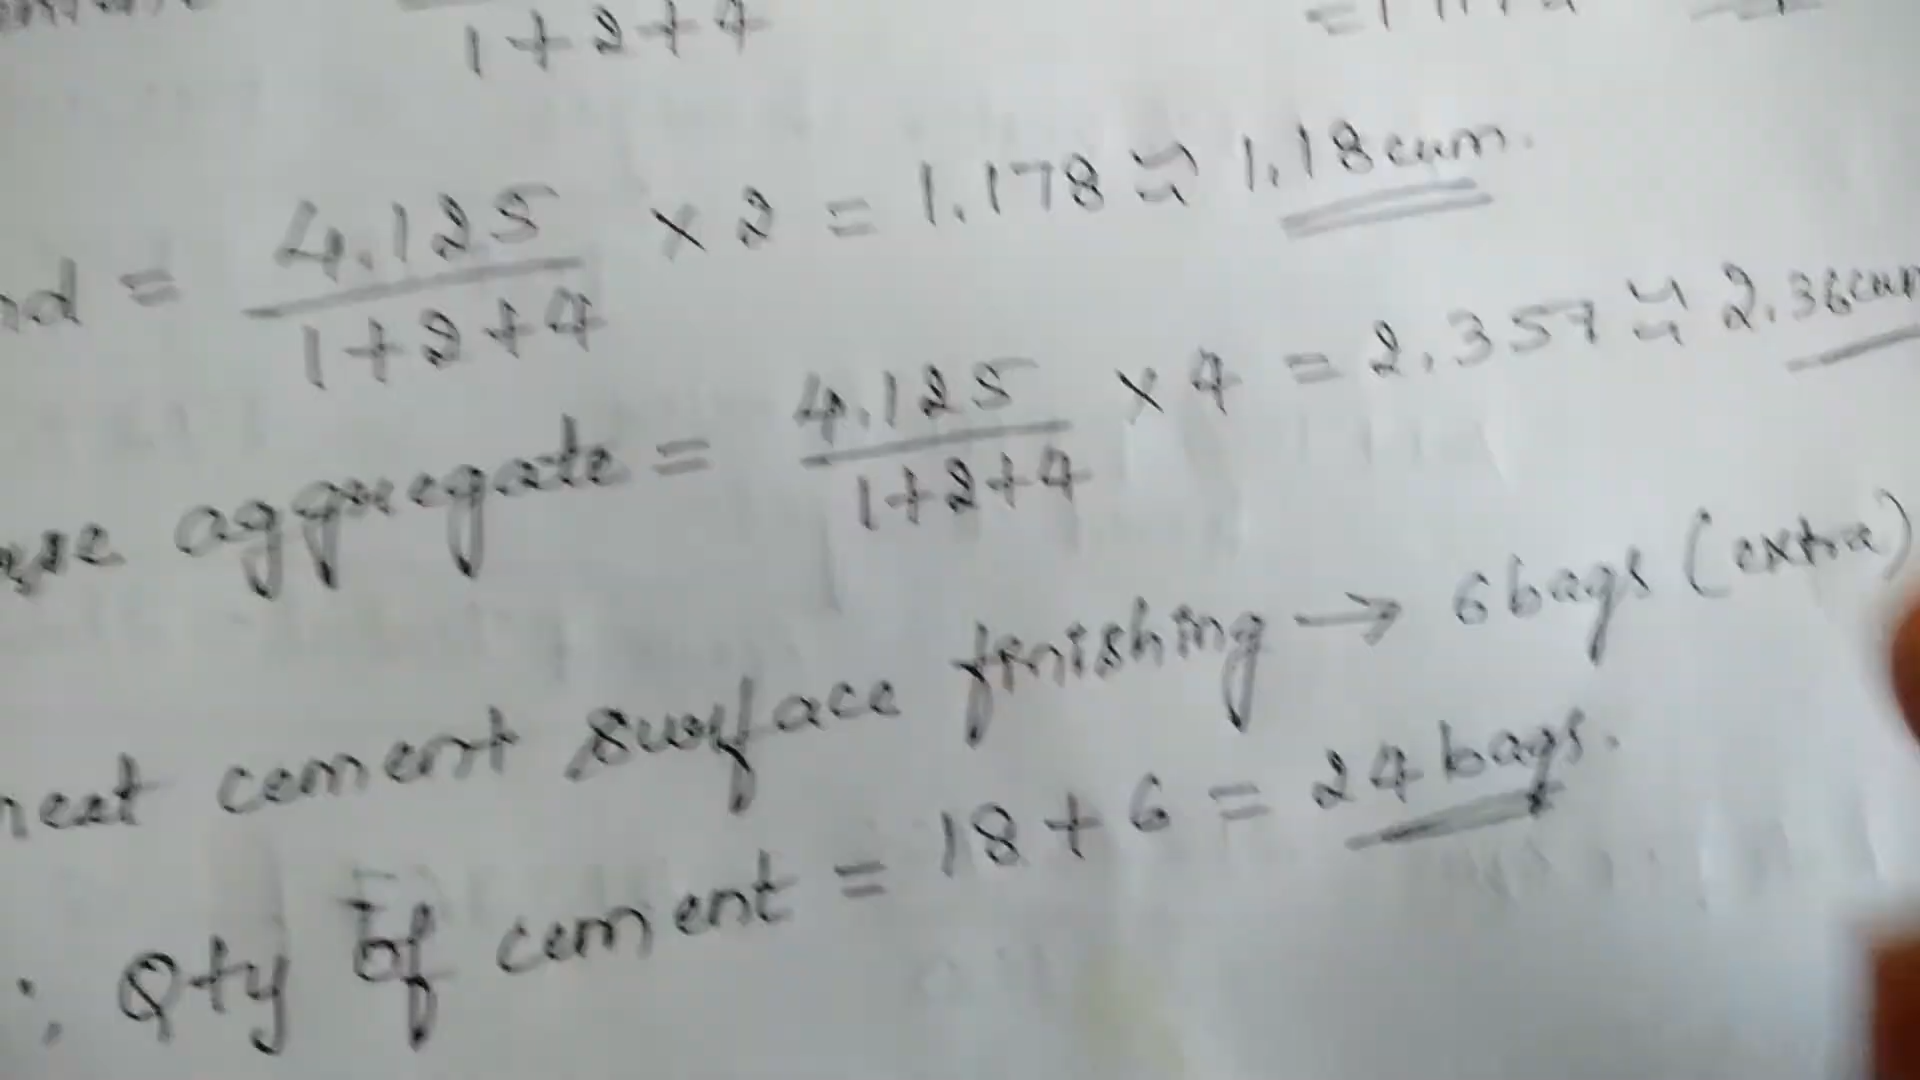 1+2+4
nd = 4.125 / 1+2+4 × 2 = 1.178 ≈ 1.18 cum.
rse aggregate = 4.125 / 1+2+4 × 4 = 2.357 ≈ 2.36 cum
neat cement surface finishing → 6 bags (extra)
∴ Qty of cement = 18 + 6 = 24 bags.